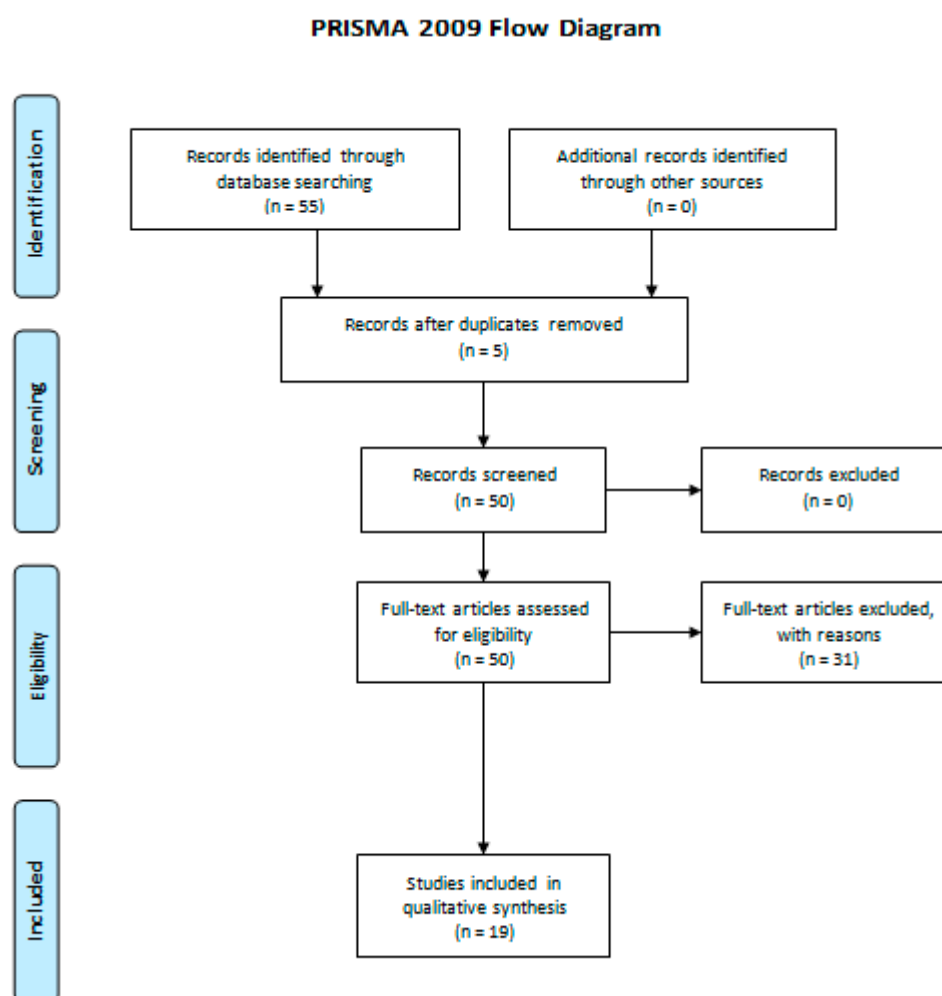 PRISMA 2009 Flow Diagram
Identification
Records identified through
database searching
(n = 55)
Additional records identified
through other sources
(n = 0)
Records after duplicates removed
(n = 5)
Screening
Records screened
(n = 50)
Records excluded
(n = 0)
Eligibility
Full-text articles assessed
for eligibility
(n = 50)
Full-text articles excluded,
with reasons
(n = 31)
Included
Studies included in
qualitative synthesis
(n = 19)